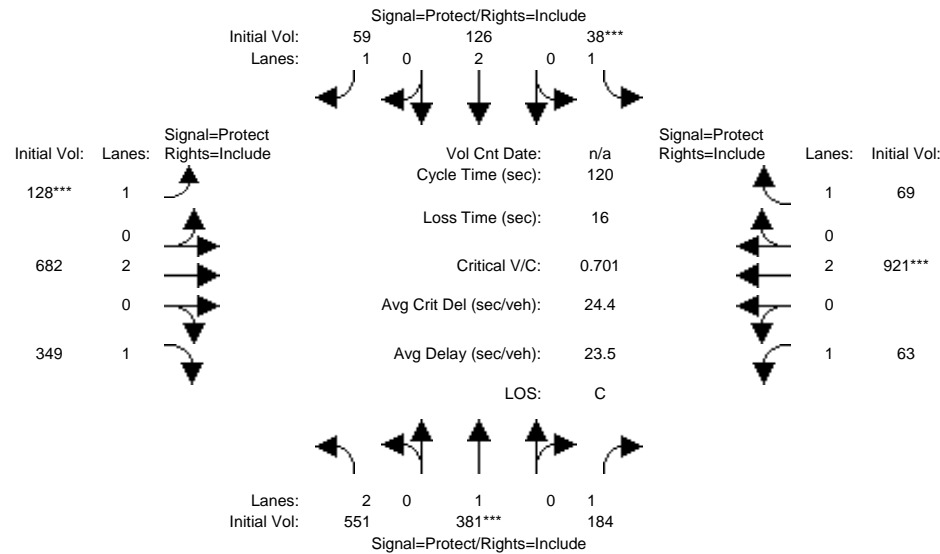 Signal=Protect/Rights=Include
Initial Vol: 59 126 38***
Lanes: 1 0 2 0 1
Signal=Protect
Initial Vol: Lanes: Rights=Include
Vol Cnt Date: n/a
Signal=Protect
Rights=Include Lanes: Initial Vol:
Cycle Time (sec): 120
128*** 1
1 69
Loss Time (sec): 16
0
0
682 2
Critical V/C: 0.701
2 921***
0
Avg Crit Del (sec/veh): 24.4
0
349 1
Avg Delay (sec/veh): 23.5
1 63
LOS: C
Lanes: 2 0 1 0 1
Initial Vol: 551 381*** 184
Signal=Protect/Rights=Include